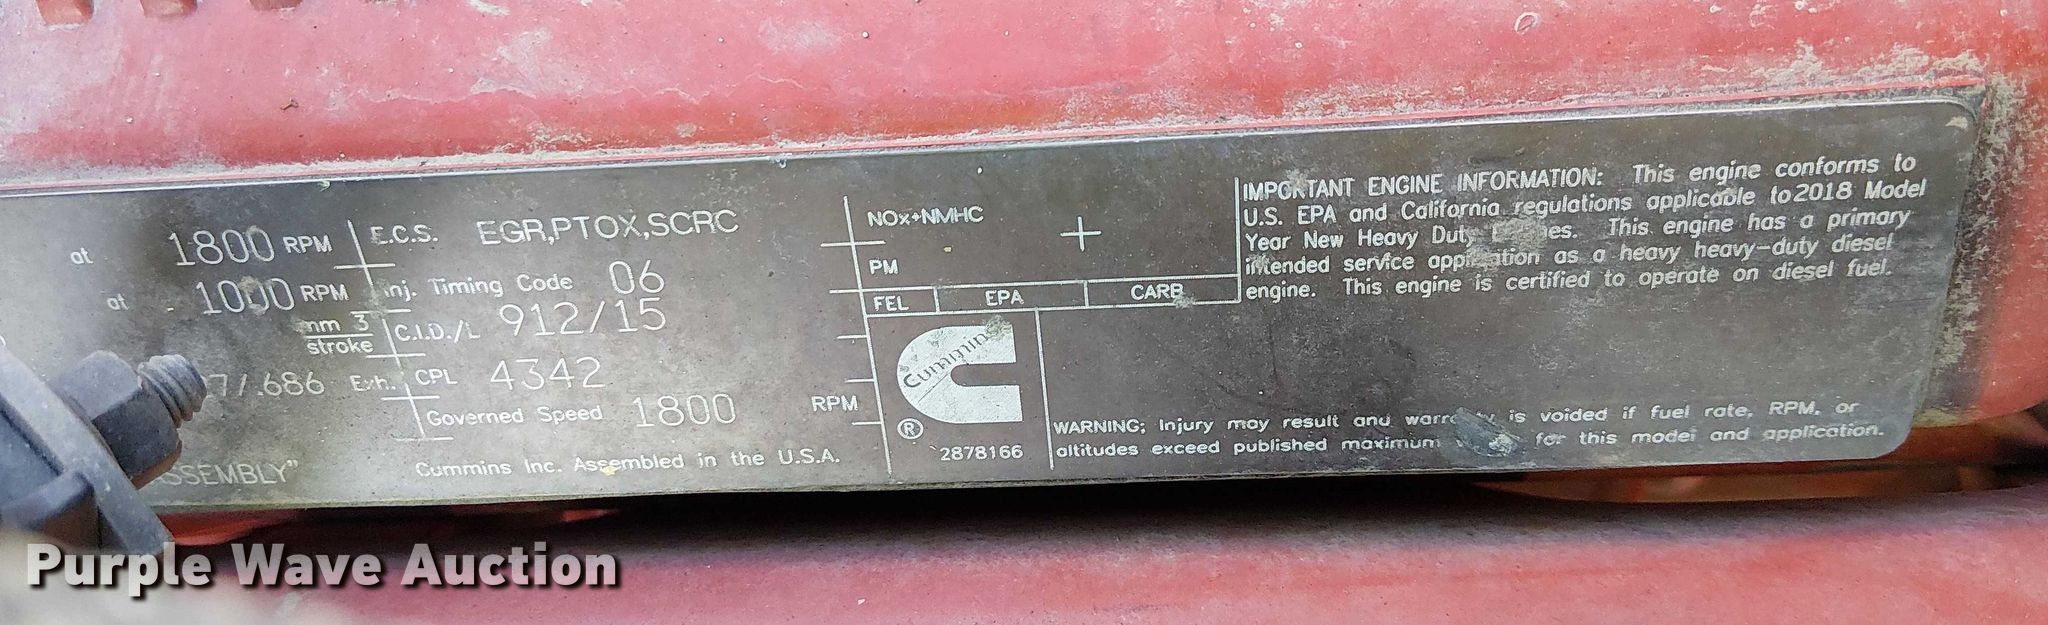 at 1800 RPM
at 1000 RPM
mm 3
stroke
/.686 Exh.
ASSEMBLY"
E.C.S. EGR,PTOX,SCRC
Inj. Timing Code 06
C.I.D./L 912/15
CPL 4342
Governed Speed 1800 RPM
Cummins Inc. Assembled in the U.S.A.
NOx+NMHC
PM
FEL EPA CARB
Cummins
®
2878166
IMPORTANT ENGINE INFORMATION: This engine conforms to
U.S. EPA and California regulations applicable to 2018 Model
Year New Heavy Duty Engines. This engine has a primary
intended service application as a heavy heavy-duty diesel
engine. This engine is certified to operate on diesel fuel.
WARNING; Injury may result and warranty is voided if fuel rate, RPM, or
altitudes exceed published maximum for this model and application.
Purple Wave Auction